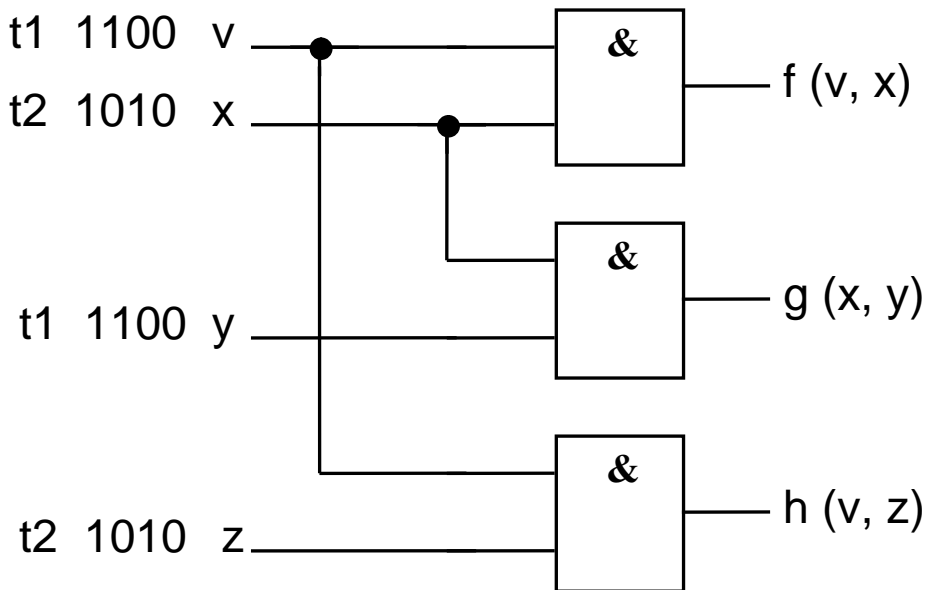 t1 1100 v
&
f (v, x)
t2 1010 x
&
g (x, y)
t1 1100 y
&
h (v, z)
t2 1010 z